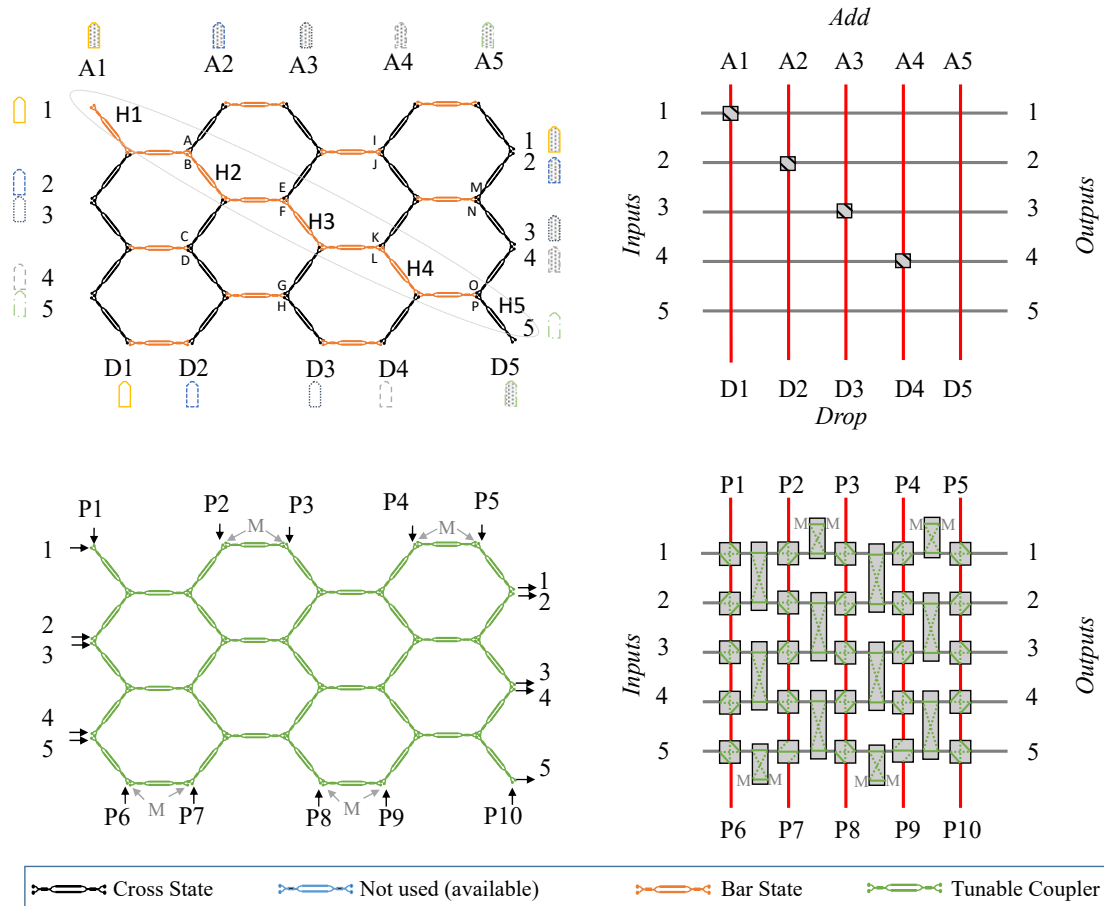 A1 A2 A3 A4 A5
1 H1 1
A I
B J
2 H2 2
3 E M
F N
H3 3
C K
D L
4 H4 4
G O
5 H P H5 5
D1 D2 D3 D4 D5
Add
A1 A2 A3 A4 A5
1 1
2 2
3 3
4 4
5 5
Inputs
Outputs
D1 D2 D3 D4 D5
Drop
P1 P2 P3 P4 P5
M M
1 1
2 2
3 3
4 4
5 5
M M
P6 P7 P8 P9 P10
P1 P2 P3 P4 P5
M M M M
1 1
2 2
3 3
4 4
5 5
Inputs
Outputs
M M M M
P6 P7 P8 P9 P10
Cross State Not used (available) Bar State Tunable Coupler